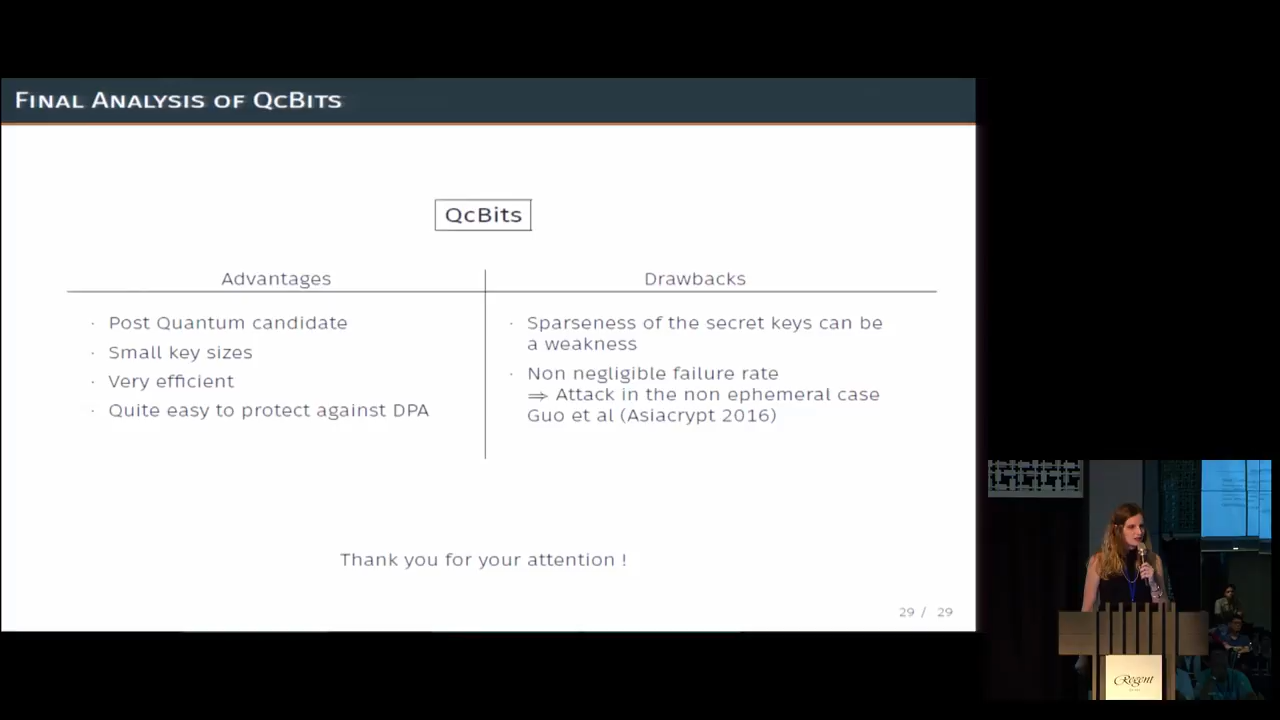 FINAL ANALYSIS OF QCBITS
QcBits
Advantages
Drawbacks
· Post Quantum candidate
· Small key sizes
· Very efficient
· Quite easy to protect against DPA
· Sparseness of the secret keys can be
a weakness
· Non negligible failure rate
⇒ Attack in the non ephemeral case
Guo et al (Asiacrypt 2016)
Thank you for your attention !
29 / 29
Regent